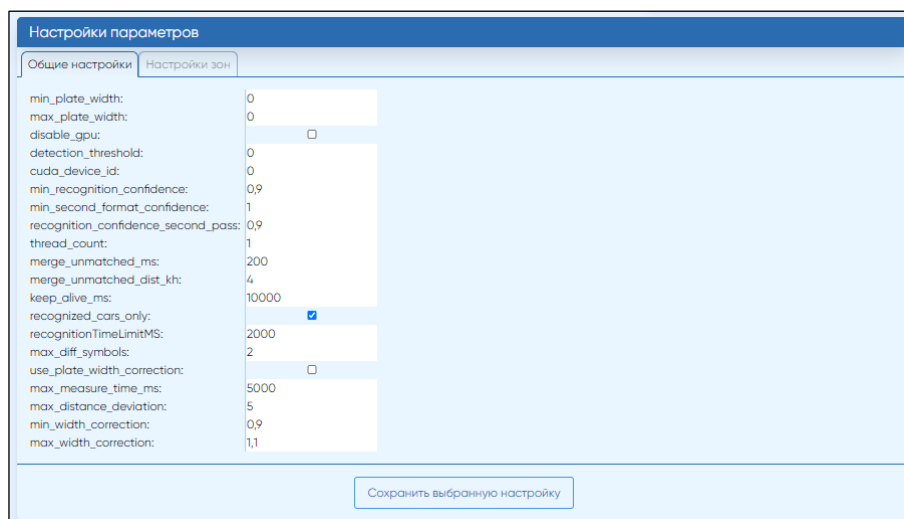 Настройки параметров
Общие настройки Настройки зон
min_plate_width: 0
max_plate_width: 0
disable_gpu:
detection_threshold: 0
cuda_device_id: 0
min_recognition_confidence: 0,9
min_second_format_confidence: 1
recognition_confidence_second_pass: 0,9
thread_count: 1
merge_unmatched_ms: 200
merge_unmatched_dist_kh: 4
keep_alive_ms: 10000
recognized_cars_only:
recognitionTimeLimitMS: 2000
max_diff_symbols: 2
use_plate_width_correction:
max_measure_time_ms: 5000
max_distance_deviation: 5
min_width_correction: 0,9
max_width_correction: 1,1
Сохранить выбранную настройку